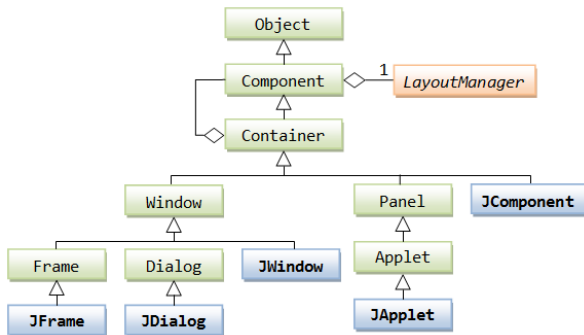 Object
Component
1
LayoutManager
Container
Window
Panel
JComponent
Frame
Dialog
JWindow
Applet
JFrame
JDialog
JApplet